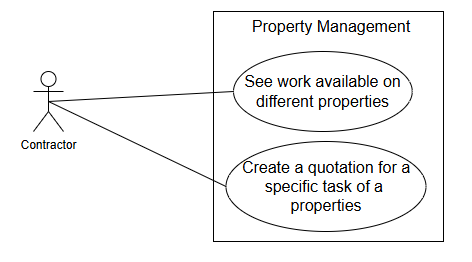 Property Management
See work available on
different properties
Contractor
Create a quotation for a
specific task of a
properties